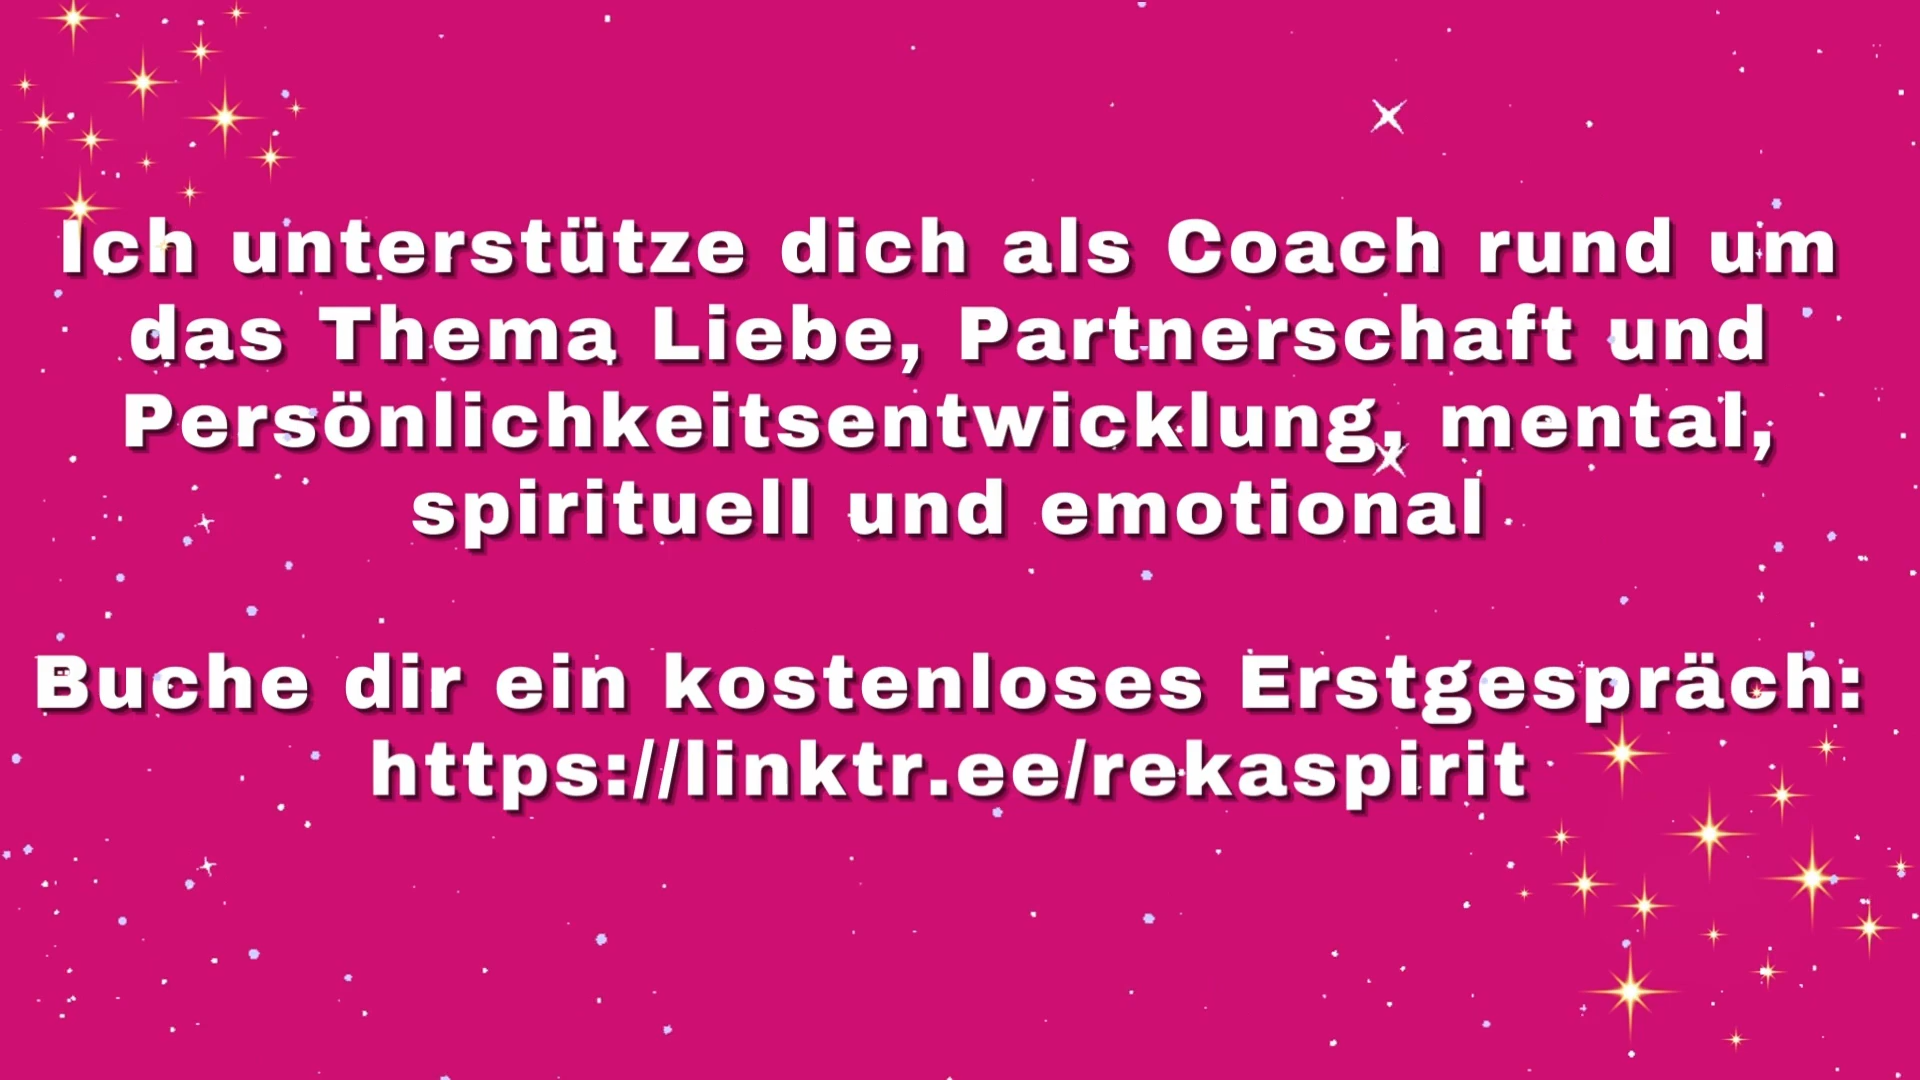 Ich unterstütze dich als Coach rund um
das Thema Liebe, Partnerschaft und
Persönlichkeitsentwicklung, mental,
spirituell und emotional
Buche dir ein kostenloses Erstgespräch:
https://linktr.ee/rekaspirit